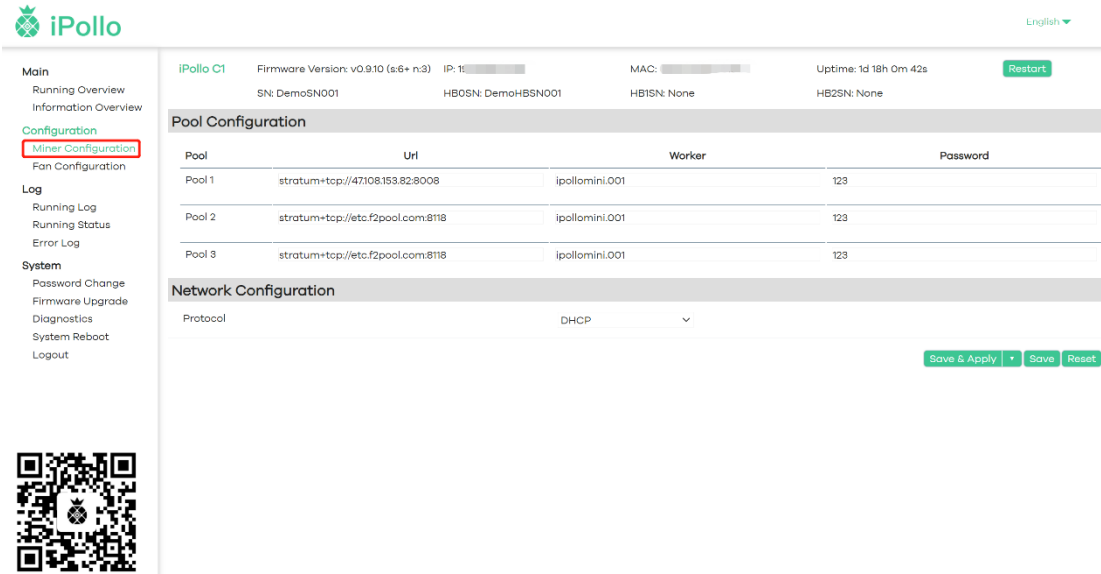 iPollo
English
Main
Running Overview
Information Overview
Configuration
Miner Configuration
Fan Configuration
Log
Running Log
Running Status
Error Log
System
Password Change
Firmware Upgrade
Diagnostics
System Reboot
Logout
iPollo C1 Firmware Version: v0.9.10 (s:6+ n:3) IP: MAC: Uptime: 1d 18h 0m 42s Restart
SN: DemoSN001 HB0SN: DemoHBSN001 HB1SN: None HB2SN: None
Pool Configuration
Pool Url Worker Password
Pool 1 stratum+tcp://47.108.153.82:8008 ipollomini.001 123
Pool 2 stratum+tcp://etc.f2pool.com:8118 ipollomini.001 123
Pool 3 stratum+tcp://etc.f2pool.com:8118 ipollomini.001 123
Network Configuration
Protocol DHCP
Save & Apply Save Reset